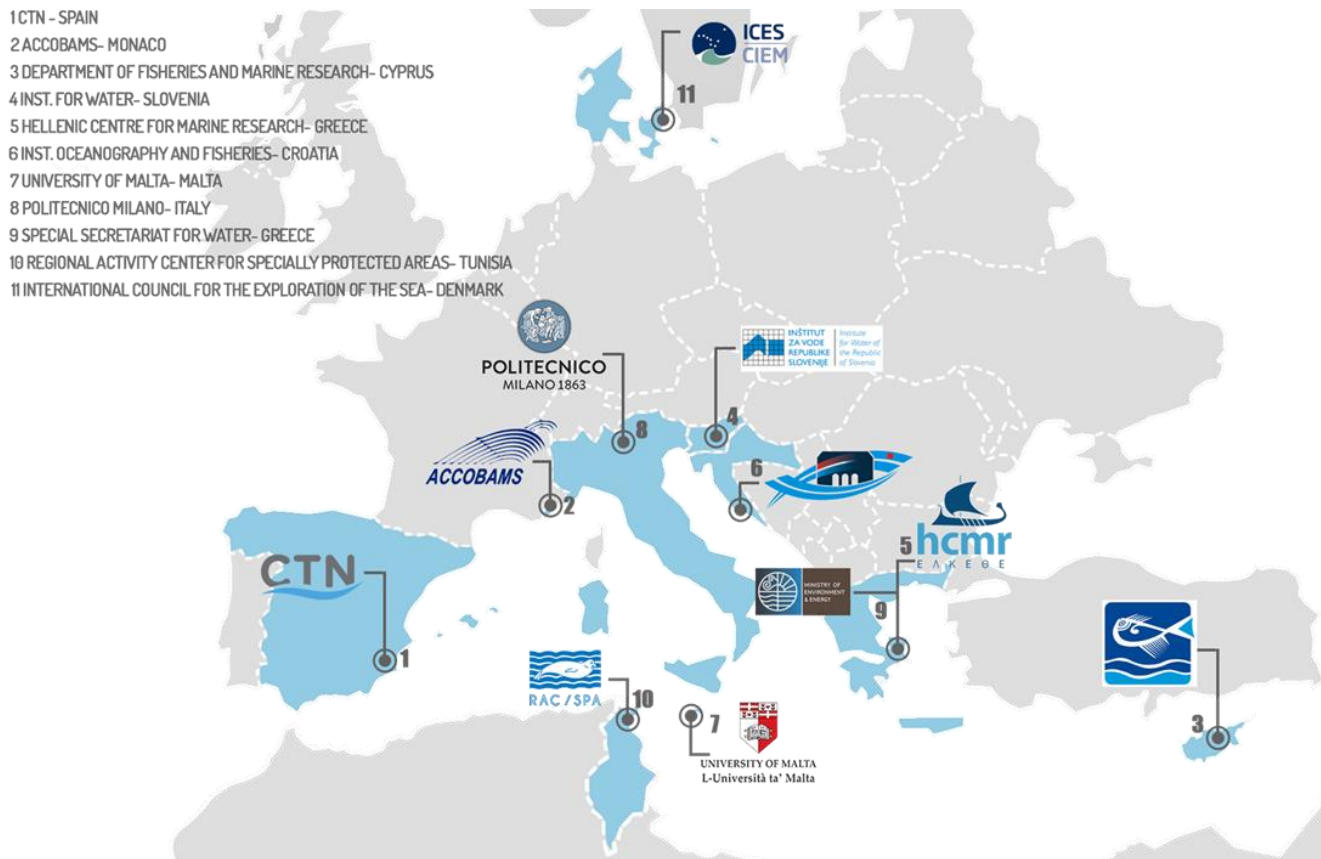 1 CTN - SPAIN
2 ACCOBAMS- MONACO
3 DEPARTMENT OF FISHERIES AND MARINE RESEARCH- CYPRUS
4 INST. FOR WATER- SLOVENIA
5 HELLENIC CENTRE FOR MARINE RESEARCH- GREECE
6 INST. OCEANOGRAPHY AND FISHERIES- CROATIA
7 UNIVERSITY OF MALTA- MALTA
8 POLITECNICO MILANO- ITALY
9 SPECIAL SECRETARIAT FOR WATER- GREECE
10 REGIONAL ACTIVITY CENTER FOR SPECIALLY PROTECTED AREAS- TUNISIA
11 INTERNATIONAL COUNCIL FOR THE EXPLORATION OF THE SEA- DENMARK
ICES
CIEM
11
POLITECNICO
MILANO 1863
8
INŠTITUT
ZA VODE
REPUBLIKE
SLOVENIJE
Institute
for Water of
the Republic
of Slovenia
4
ACCOBAMS
2
6
5
hcmr
ΕΛΚΕΘΕ
CTN
1
MINISTRY OF
ENVIRONMENT
& ENERGY
9
RAC/SPA
10
7
UNIVERSITY OF MALTA
L-Università ta' Malta
3